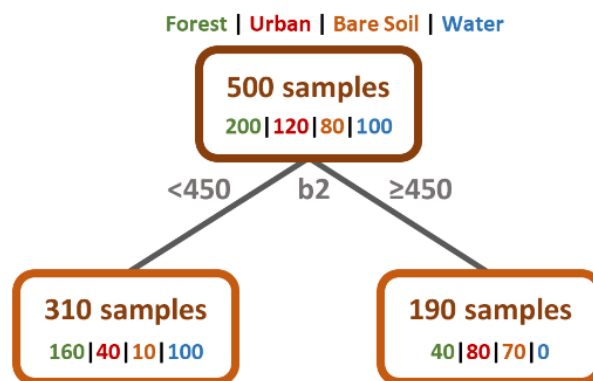 Forest | Urban | Bare Soil | Water
500 samples
200|120|80|100
<450 b2 ≥450
310 samples 190 samples
160|40|10|100 40|80|70|0